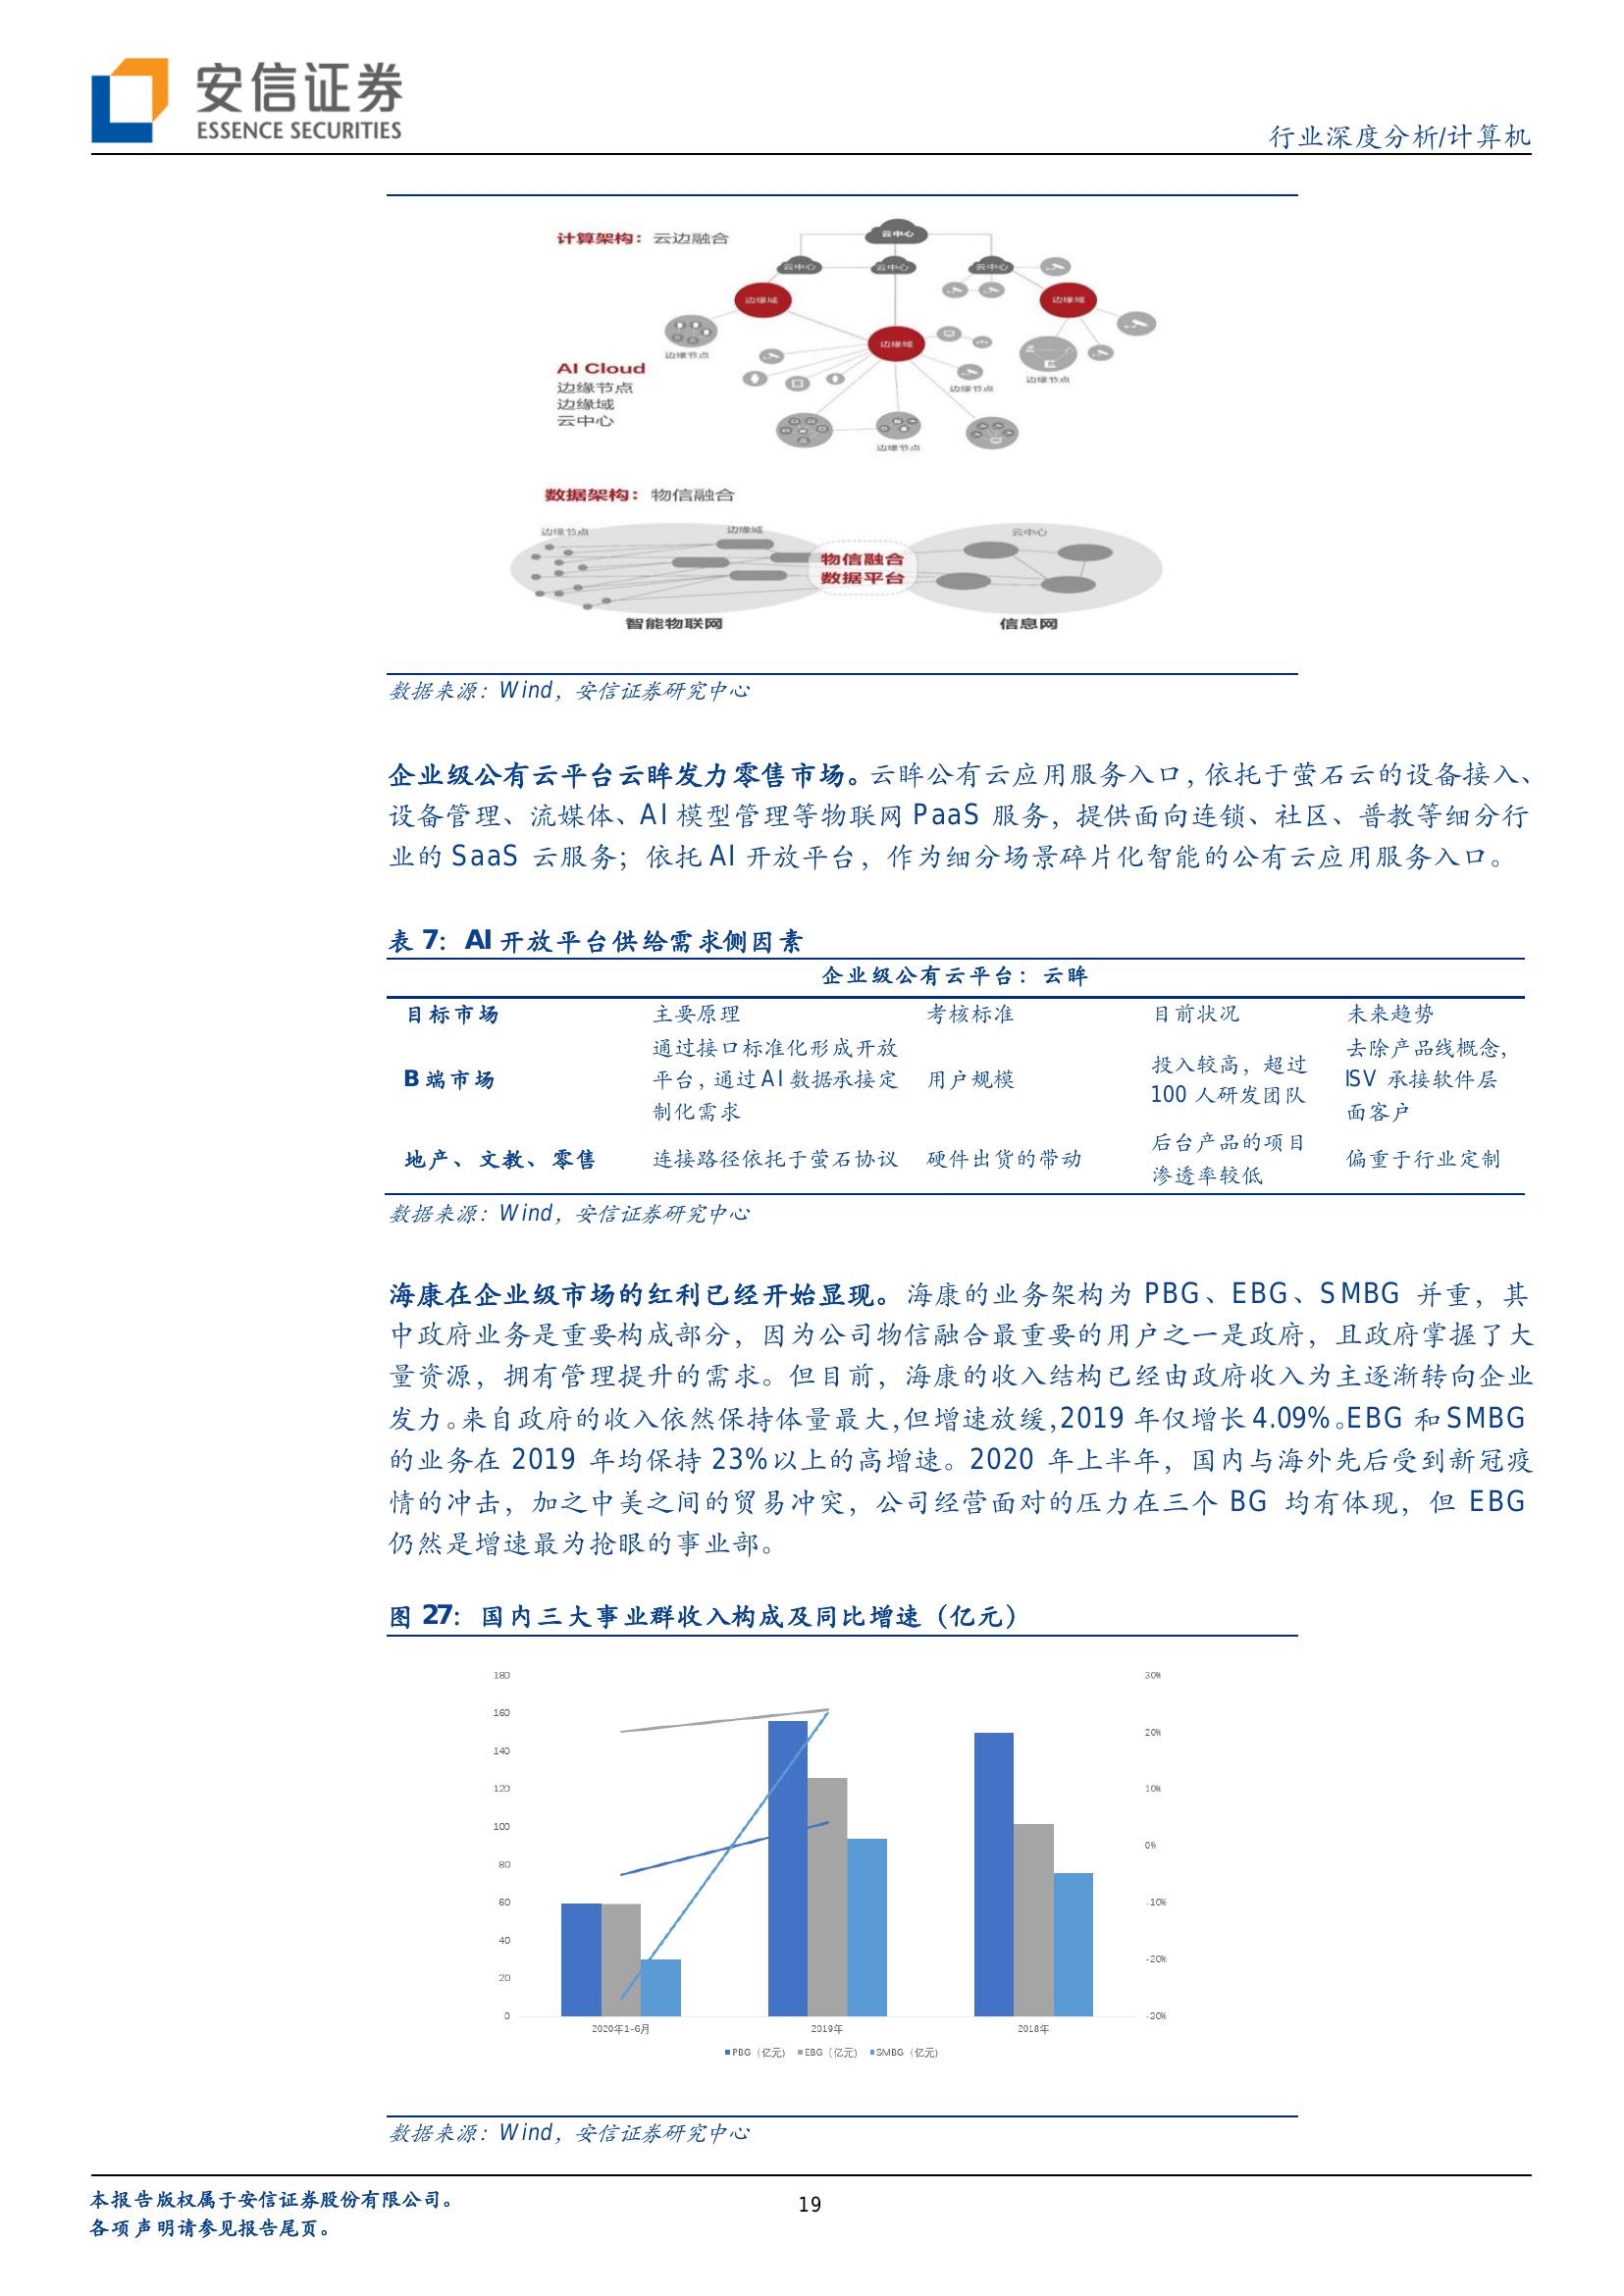 安信证券
ESSENCE SECURITIES
行业深度分析/计算机
计算架构：云边融合
云中心
云中心
云中心
云中心
边缘域
边缘域
边缘域
边缘节点
边缘节点
边缘节点
边缘节点
AI Cloud
边缘节点
边缘域
云中心
数据架构：物信融合
边缘节点
边缘域
云中心
物信融合
数据平台
智能物联网
信息网
数据来源：Wind，安信证券研究中心
企业级公有云平台云眸发力零售市场。云眸公有云应用服务入口，依托于萤石云的设备接入、
设备管理、流媒体、AI 模型管理等物联网 PaaS 服务，提供面向连锁、社区、普教等细分行
业的 SaaS 云服务；依托 AI 开放平台，作为细分场景碎片化智能的公有云应用服务入口。
表 7：AI 开放平台供给需求侧因素
企业级公有云平台：云眸
目标市场 主要原理 考核标准 目前状况 未来趋势
B 端市场
通过接口标准化形成开放
平台，通过 AI 数据承接定
制化需求
用户规模
投入较高，超过
100 人研发团队
去除产品线概念，
ISV 承接软件层
面客户
地产、文教、零售
连接路径依托于萤石协议
硬件出货的带动
后台产品的项目
渗透率较低
偏重于行业定制
数据来源：Wind，安信证券研究中心
海康在企业级市场的红利已经开始显现。海康的业务架构为 PBG、EBG、SMBG 并重，其
中政府业务是重要构成部分，因为公司物信融合最重要的用户之一是政府，且政府掌握了大
量资源，拥有管理提升的需求。但目前，海康的收入结构已经由政府收入为主逐渐转向企业
发力。来自政府的收入依然保持体量最大，但增速放缓，2019 年仅增长 4.09%。EBG 和 SMBG
的业务在 2019 年均保持 23%以上的高增速。2020 年上半年，国内与海外先后受到新冠疫
情的冲击，加之中美之间的贸易冲突，公司经营面对的压力在三个 BG 均有体现，但 EBG
仍然是增速最为抢眼的事业部。
图 27：国内三大事业群收入构成及同比增速（亿元）
180
160
140
120
100
80
60
40
20
0
30%
20%
10%
0%
-10%
-20%
-30%
2020年1-6月 2019年 2018年
PBG（亿元） EBG（亿元） SMBG（亿元）
数据来源：Wind，安信证券研究中心
本报告版权属于安信证券股份有限公司。
各项声明请参见报告尾页。
19